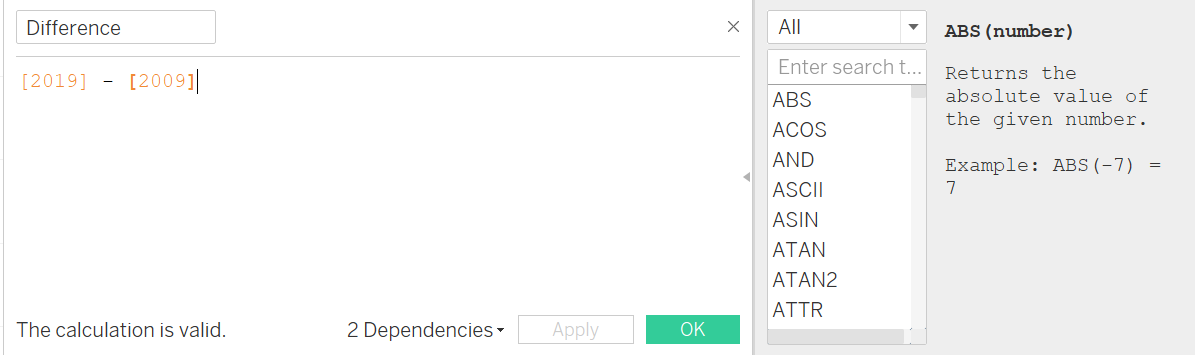 Difference
[2019] - [2009]
The calculation is valid.
2 Dependencies
Apply
OK
All
Enter search t...
ABS
ACOS
AND
ASCII
ASIN
ATAN
ATAN2
ATTR
ABS(number)
Returns the
absolute value of
the given number.
Example: ABS(-7) =
7